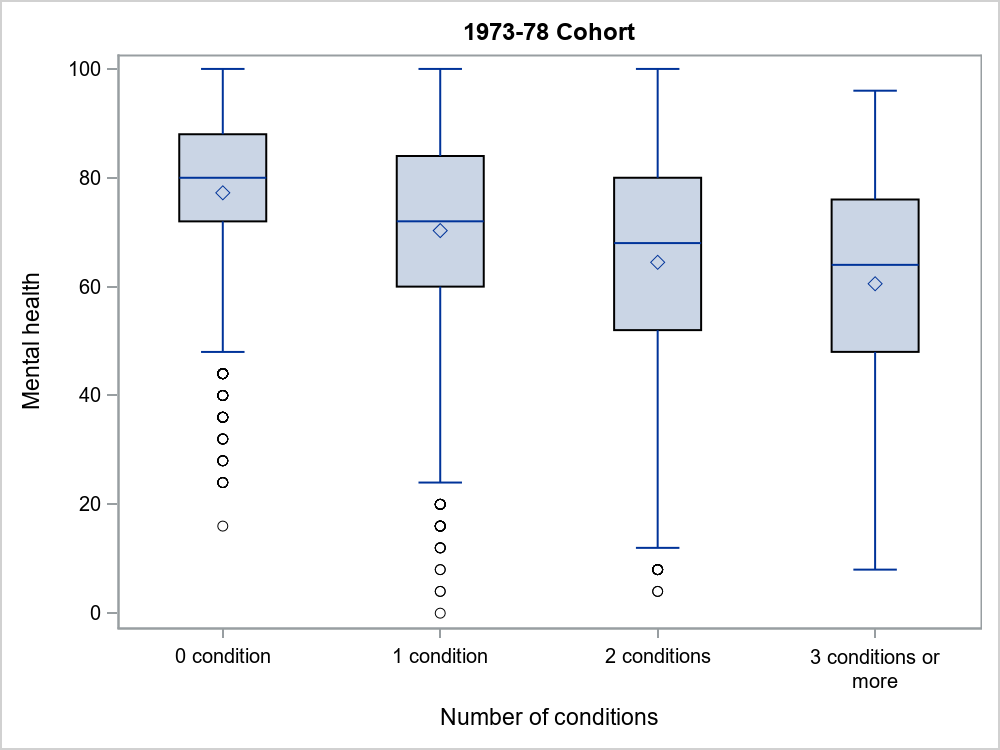 1973-78 Cohort
100
80
60
40
20
0
Mental health
0 condition
1 condition
2 conditions
3 conditions or
more
Number of conditions